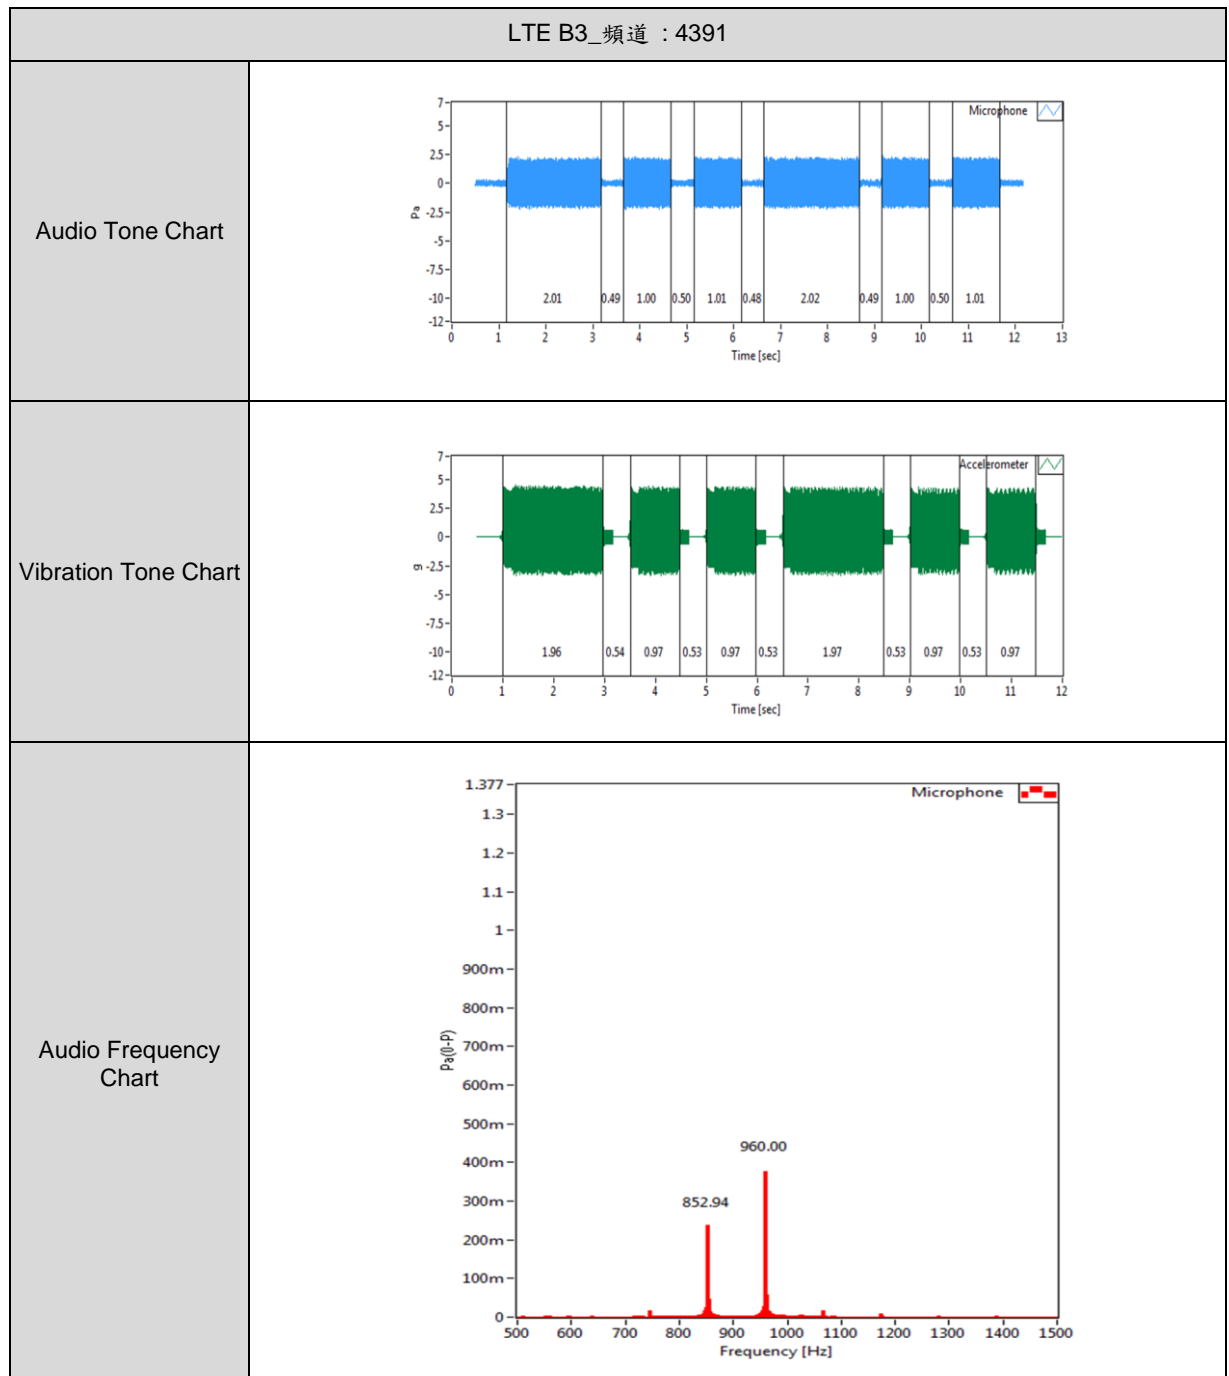 LTE B3_頻道 : 4391
Audio Tone Chart
7
5
2.5
0
-2.5
-5
-7.5
-10
-12
Pa
Microphone
2.01 0.49 1.00 0.50 1.01 0.48 2.02 0.49 1.00 0.50 1.01
0 1 2 3 4 5 6 7 8 9 10 11 12 13
Time [sec]
Vibration Tone Chart
7
5
2.5
0
-2.5
-5
-7.5
-10
-12
g
Accelerometer
1.96 0.54 0.97 0.53 0.97 0.53 1.97 0.53 0.97 0.53 0.97
0 1 2 3 4 5 6 7 8 9 10 11 12
Time [sec]
Audio Frequency
Chart
1.377
1.3
1.2
1.1
1
900m
800m
700m
600m
500m
400m
300m
200m
100m
0
Pa(0-P)
Microphone
960.00
852.94
500 600 700 800 900 1000 1100 1200 1300 1400 1500
Frequency [Hz]